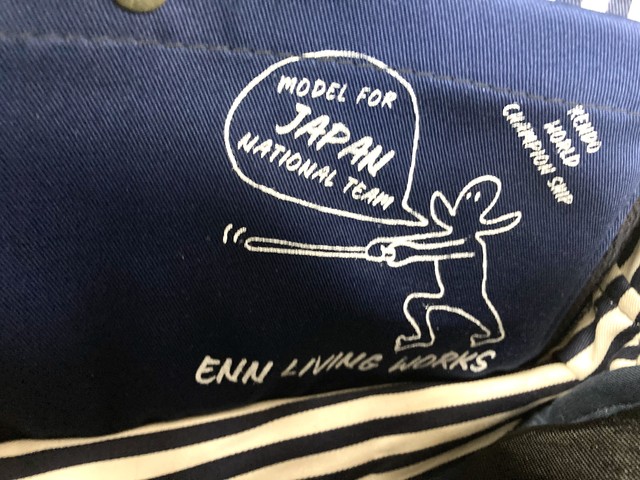 MODEL FOR
JAPAN
NATIONAL TEAM
KENDO
WORLD
CHAMPION SHIP
ENN LIVING WORKS